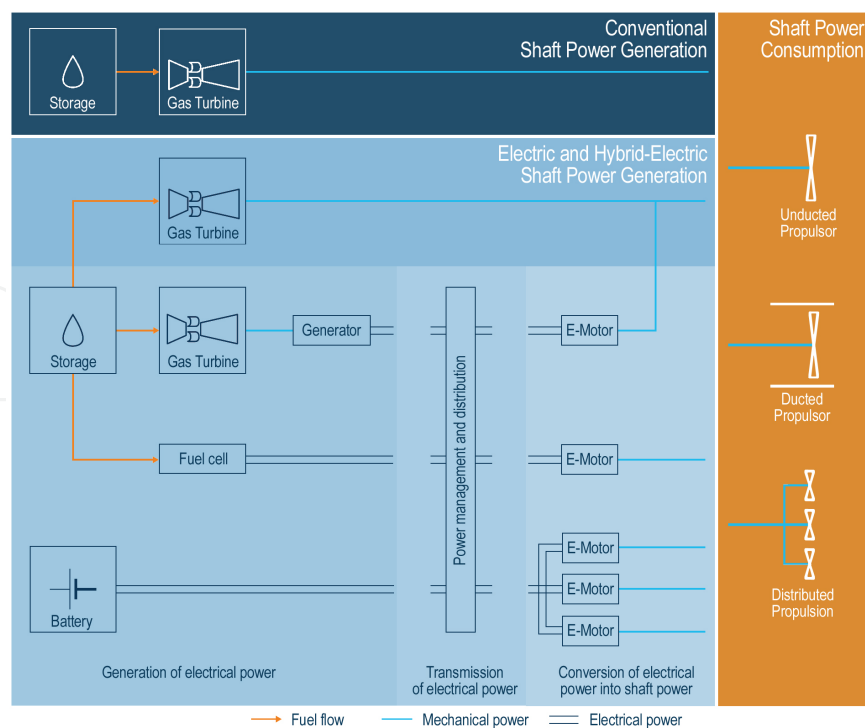 Conventional
Shaft Power Generation
Storage
Gas Turbine
Shaft Power
Consumption
Electric and Hybrid-Electric
Shaft Power Generation
Gas Turbine
Unducted
Propulsor
Storage
Gas Turbine
Generator
E-Motor
Ducted
Propulsor
Fuel cell
Power management and distribution
E-Motor
Battery
E-Motor
E-Motor
E-Motor
Distributed
Propulsion
Generation of electrical power
Transmission
of electrical power
Conversion of electrical
power into shaft power
Fuel flow
Mechanical power
Electrical power